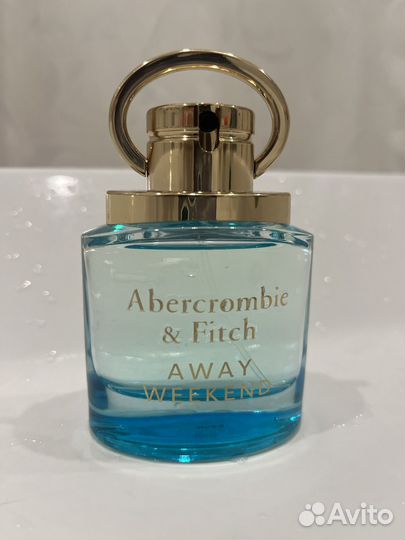 Abercrombie
& Fitch
AWAY
WEEKEND
Avito